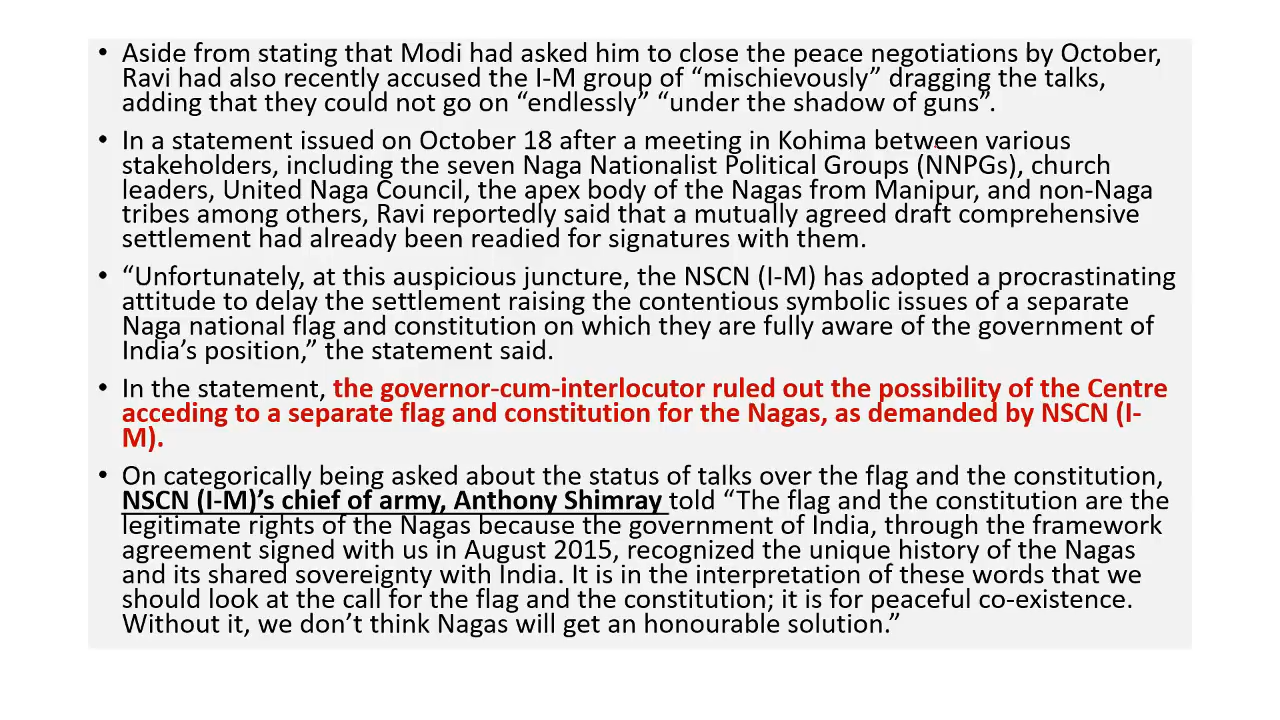 • Aside from stating that Modi had asked him to close the peace negotiations by October,
Ravi had also recently accused the I-M group of “mischievously” dragging the talks,
adding that they could not go on “endlessly” “under the shadow of guns”.
• In a statement issued on October 18 after a meeting in Kohima between various
stakeholders, including the seven Naga Nationalist Political Groups (NNPGs), church
leaders, United Naga Council, the apex body of the Nagas from Manipur, and non-Naga
tribes among others, Ravi reportedly said that a mutually agreed draft comprehensive
settlement had already been readied for signatures with them.
• “Unfortunately, at this auspicious juncture, the NSCN (I-M) has adopted a procrastinating
attitude to delay the settlement raising the contentious symbolic issues of a separate
Naga national flag and constitution on which they are fully aware of the government of
India’s position,” the statement said.
• In the statement, the governor-cum-interlocutor ruled out the possibility of the Centre
acceding to a separate flag and constitution for the Nagas, as demanded by NSCN (I-
M).
• On categorically being asked about the status of talks over the flag and the constitution,
NSCN (I-M)’s chief of army, Anthony Shimray told “The flag and the constitution are the
legitimate rights of the Nagas because the government of India, through the framework
agreement signed with us in August 2015, recognized the unique history of the Nagas
and its shared sovereignty with India. It is in the interpretation of these words that we
should look at the call for the flag and the constitution; it is for peaceful co-existence.
Without it, we don’t think Nagas will get an honourable solution.”